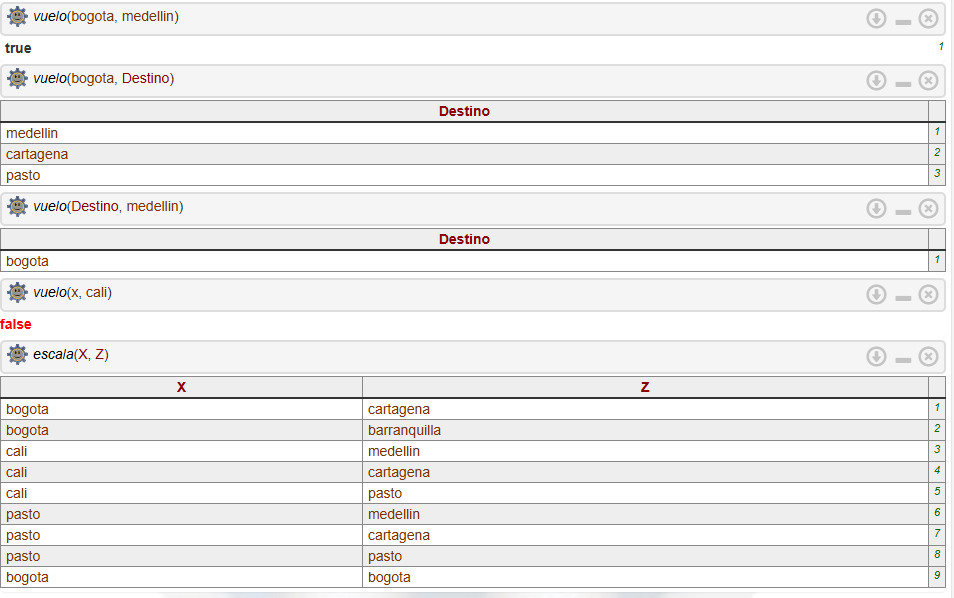 vuelo(bogota, medellin)
true 1
vuelo(bogota, Destino)
Destino
medellin 1
cartagena 2
pasto 3
vuelo(Destino, medellin)
Destino
bogota 1
vuelo(x, cali)
false
escala(X, Z)
X Z
bogota cartagena 1
bogota barranquilla 2
cali medellin 3
cali cartagena 4
cali pasto 5
pasto medellin 6
pasto cartagena 7
pasto pasto 8
bogota bogota 9